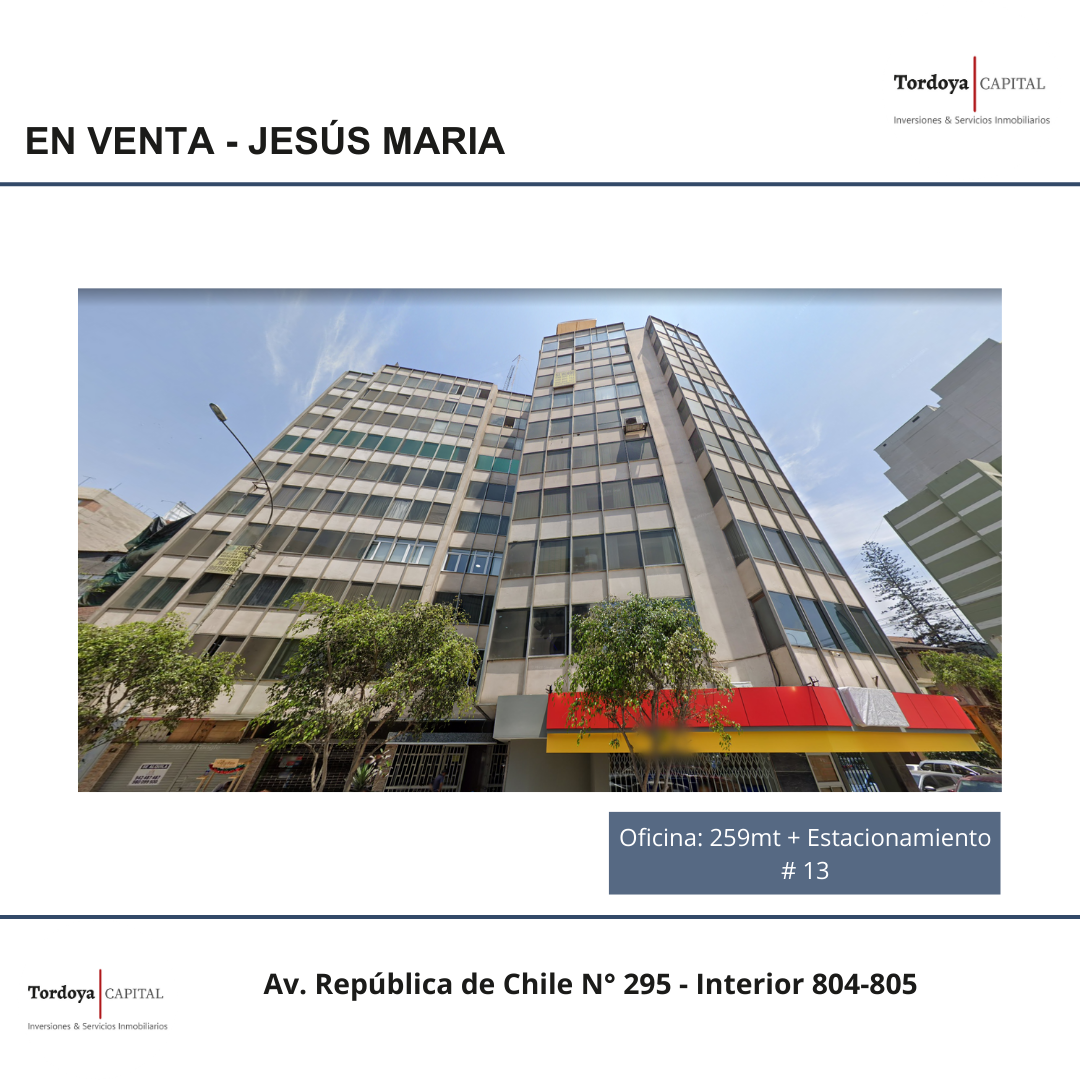 Tordoya CAPITAL
Inversiones & Servicios Inmobiliarios
EN VENTA - JESÚS MARIA
Oficina: 259mt + Estacionamiento
# 13
Av. República de Chile N° 295 - Interior 804-805
Tordoya CAPITAL
Inversiones & Servicios Inmobiliarios